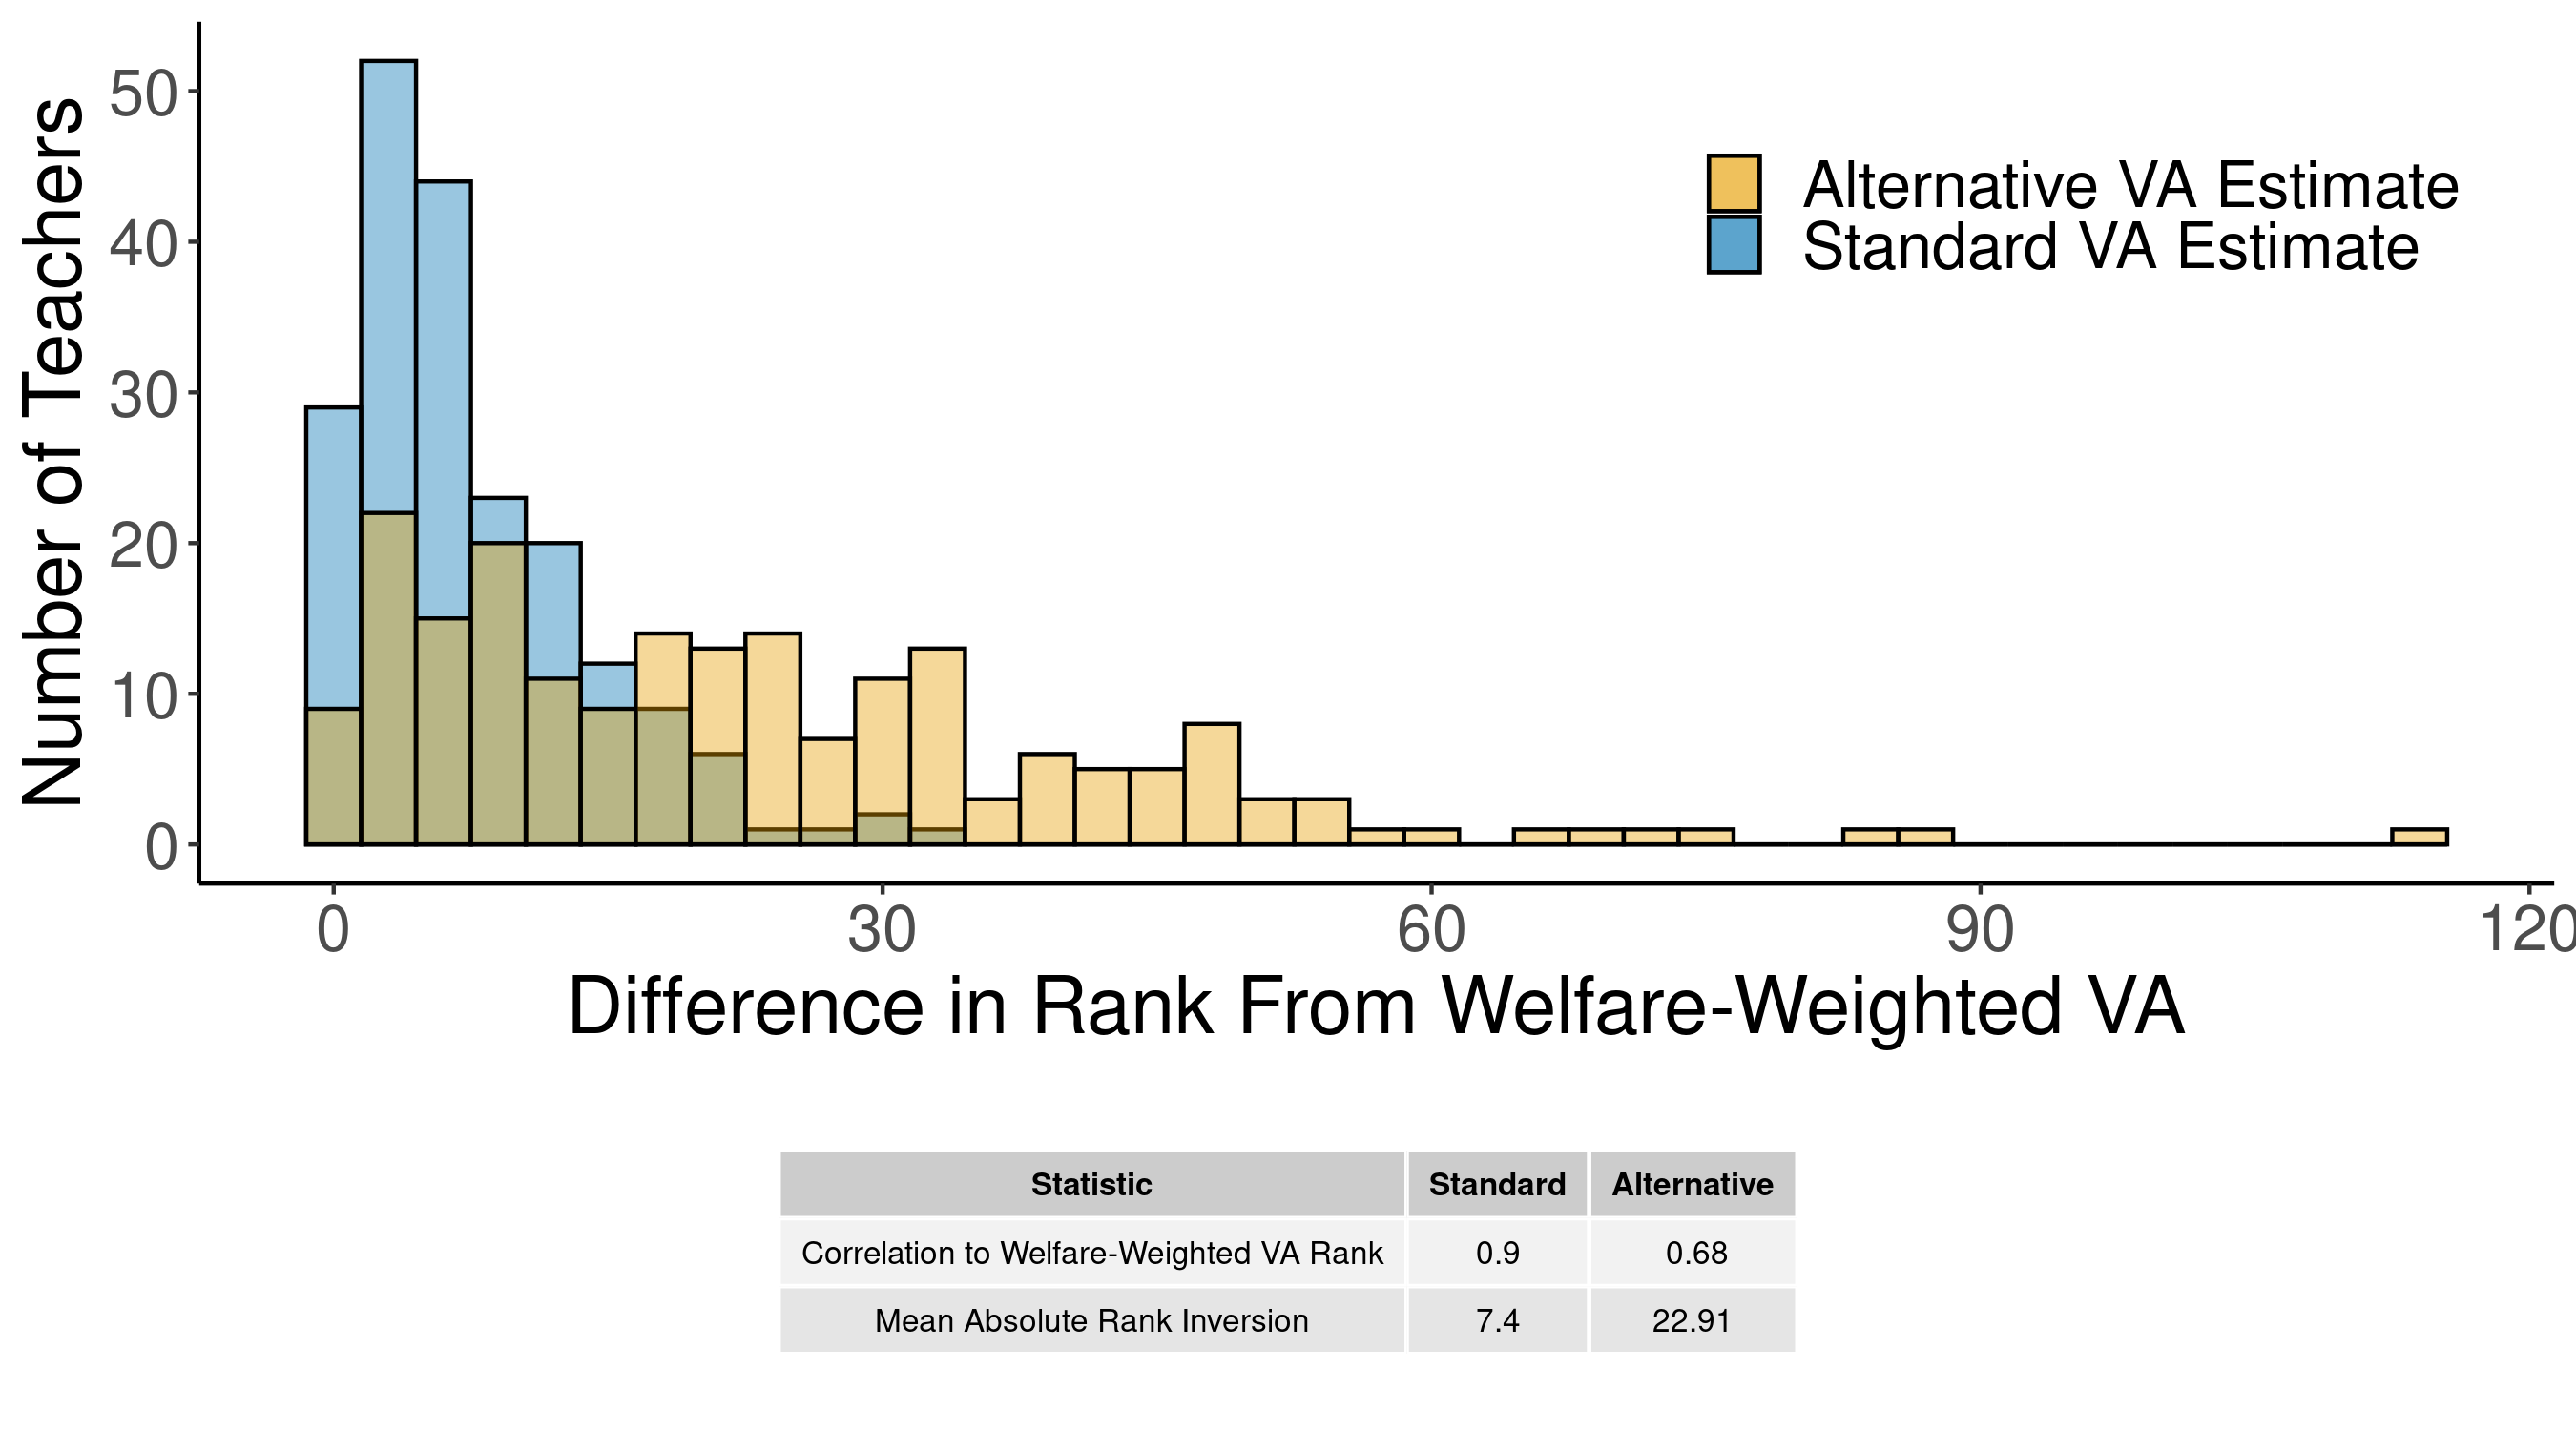 Number of Teachers
50
40
30
20
10
0
Alternative VA Estimate
Standard VA Estimate
0 30 60 90 120
Difference in Rank From Welfare-Weighted VA
Statistic Standard Alternative
Correlation to Welfare-Weighted VA Rank 0.9 0.68
Mean Absolute Rank Inversion 7.4 22.91